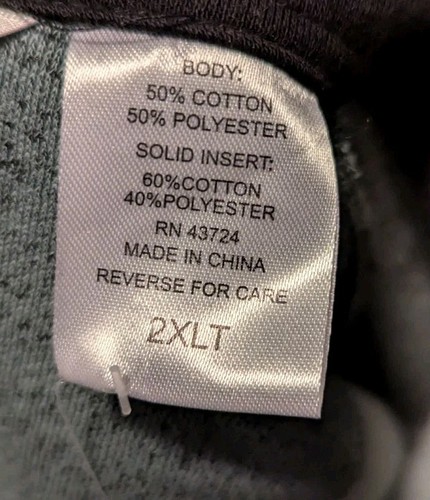 BODY:
50% COTTON
50% POLYESTER
SOLID INSERT:
60%COTTON
40%POLYESTER
RN 43724
MADE IN CHINA
REVERSE FOR CARE
2XLT